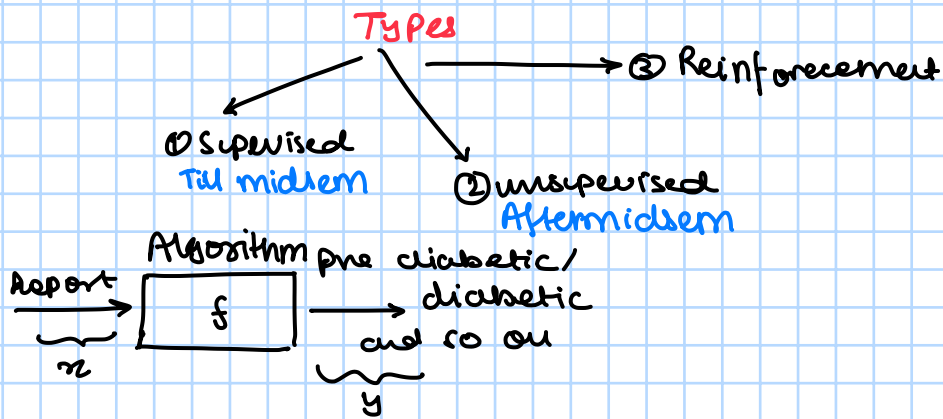 Types
③ Reinforecement
① Supervised
Till midsem
② unsupervised
Aftermidsem
Algorithm
Report
f
pre diabetic/
diabetic
and so on
x
y